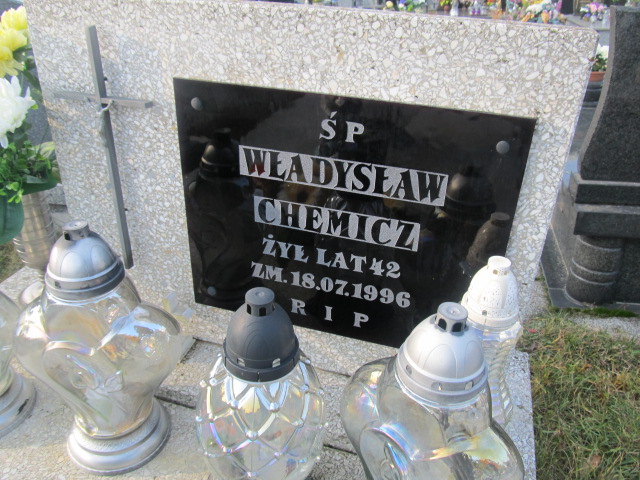 ŚP
WŁADYSŁAW
CHEMICZ
ŻYŁ LAT 42
ZM. 18.07.1996
R I P